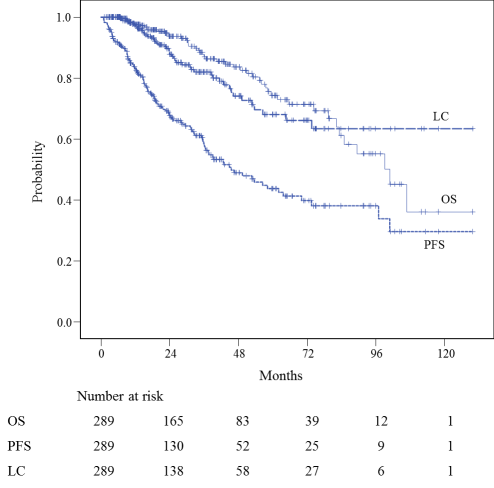 1.0
0.8
0.6
0.4
0.2
0.0
Probability
LC
OS
PFS
0 24 48 72 96 120
Months
Number at risk
OS 289 165 83 39 12 1
PFS 289 130 52 25 9 1
LC 289 138 58 27 6 1